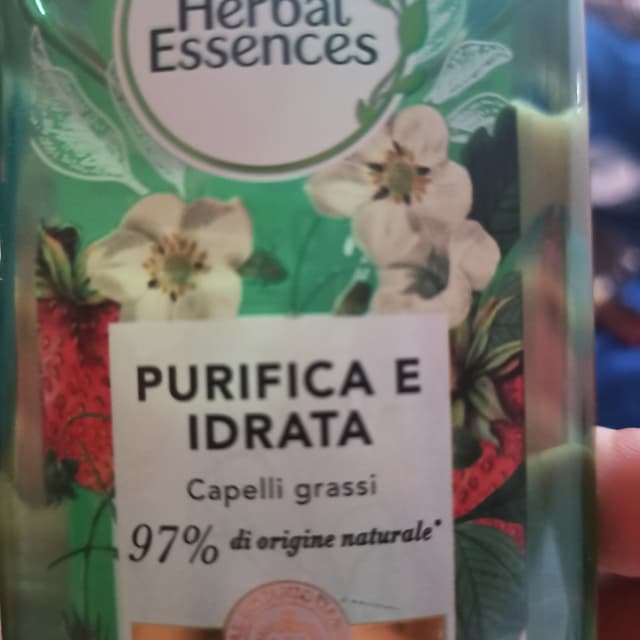 Herbal
Essences
PURIFICA E
IDRATA
Capelli grassi
97% di origine naturale*